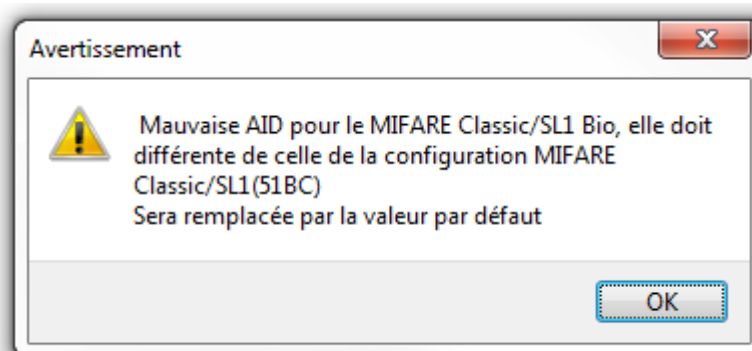 Avertissement
Mauvaise AID pour le MIFARE Classic/SL1 Bio, elle doit
différente de celle de la configuration MIFARE
Classic/SL1(51BC)
Sera remplacée par la valeur par défaut
OK